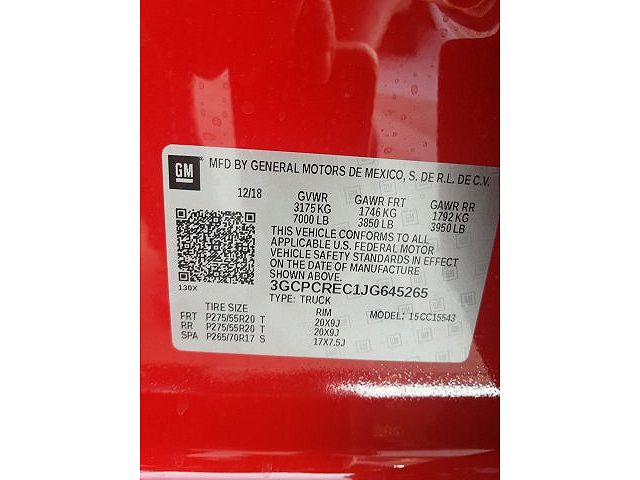 GM
MFD BY GENERAL MOTORS DE MEXICO, S. DE R.L. DE C.V.
12/18 GVWR GAWR FRT GAWR RR
3175 KG 1746 KG 1792 KG
7000 LB 3850 LB 3950 LB
THIS VEHICLE CONFORMS TO ALL
APPLICABLE U.S. FEDERAL MOTOR
VEHICLE SAFETY STANDARDS IN EFFECT
ON THE DATE OF MANUFACTURE
SHOWN ABOVE.
130X
3GCPCREC1JG645265
TYPE: TRUCK
TIRE SIZE RIM MODEL: 15CC15543
FRT P275/55R20 T 20X9J
RR P275/55R20 T 20X9J
SPA P265/70R17 S 17X7.5J